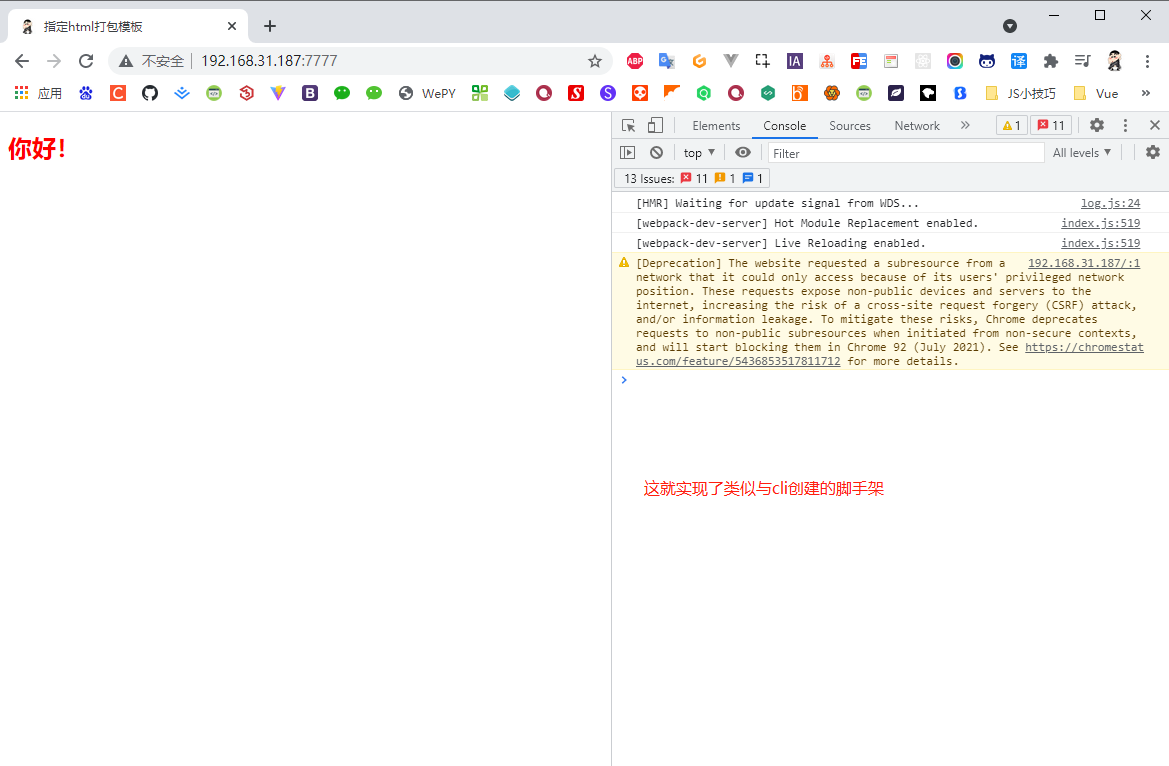 指定html打包模板
不安全 192.168.31.187:7777
应用 WePY JS小技巧 Vue »
你好!
Elements Console Sources Network » 1 11
top Filter All levels
13 Issues: 11 1 1
[HMR] Waiting for update signal from WDS... log.js:24
[webpack-dev-server] Hot Module Replacement enabled. index.js:519
[webpack-dev-server] Live Reloading enabled. index.js:519
[Deprecation] The website requested a subresource from a 192.168.31.187/:1
network that it could only access because of its users' privileged network
position. These requests expose non-public devices and servers to the
internet, increasing the risk of a cross-site request forgery (CSRF) attack,
and/or information leakage. To mitigate these risks, Chrome deprecates
requests to non-public subresources when initiated from non-secure contexts,
and will start blocking them in Chrome 92 (July 2021). See https://chromestat
us.com/feature/5436853517811712 for more details.
这就实现了类似与cli创建的脚手架